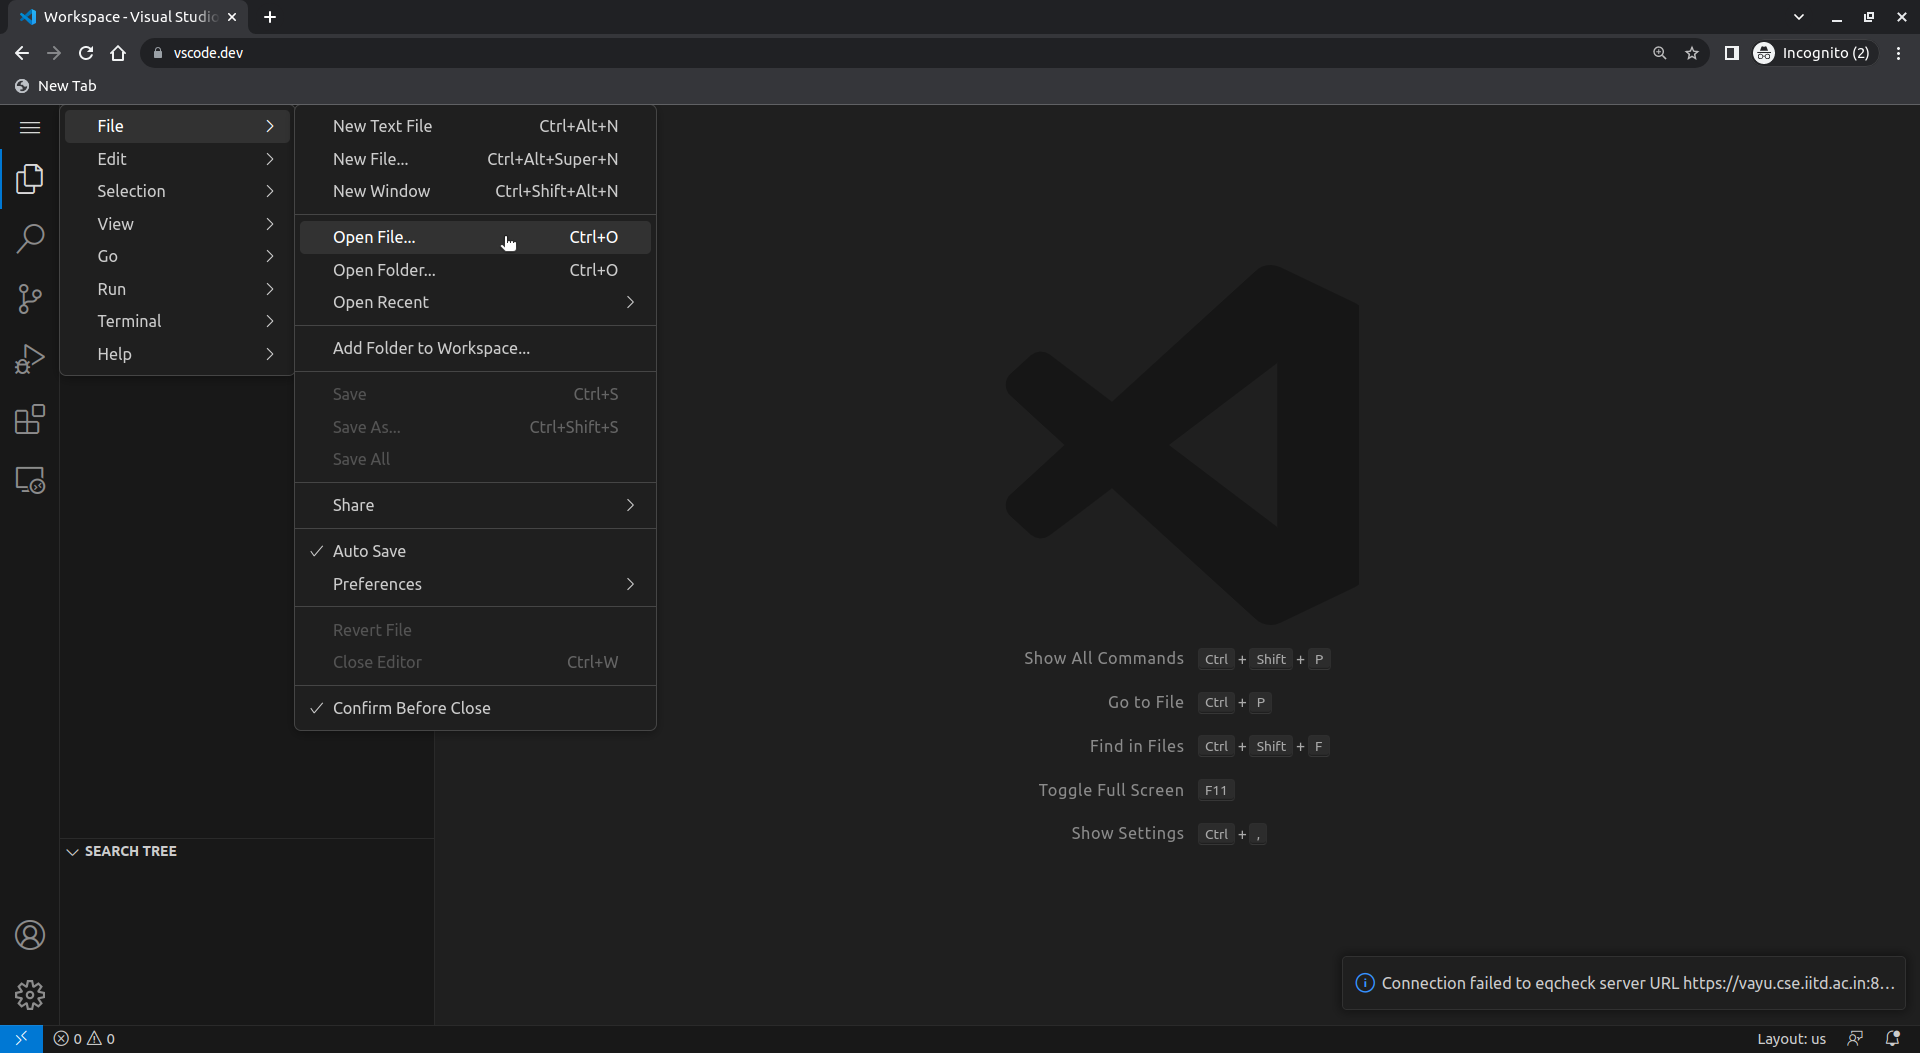 Workspace - Visual Studio
vscode.dev
Incognito (2)
New Tab
File
Edit
Selection
View
Go
Run
Terminal
Help
New Text File Ctrl+Alt+N
New File... Ctrl+Alt+Super+N
New Window Ctrl+Shift+Alt+N
Open File... Ctrl+O
Open Folder... Ctrl+O
Open Recent
Add Folder to Workspace...
Save Ctrl+S
Save As... Ctrl+Shift+S
Save All
Share
Auto Save
Preferences
Revert File
Close Editor Ctrl+W
Confirm Before Close
Show All Commands Ctrl + Shift + P
Go to File Ctrl + P
Find in Files Ctrl + Shift + F
Toggle Full Screen F11
Show Settings Ctrl + ,
SEARCH TREE
Connection failed to eqcheck server URL https://vayu.cse.iitd.ac.in:8...
0 0
Layout: us